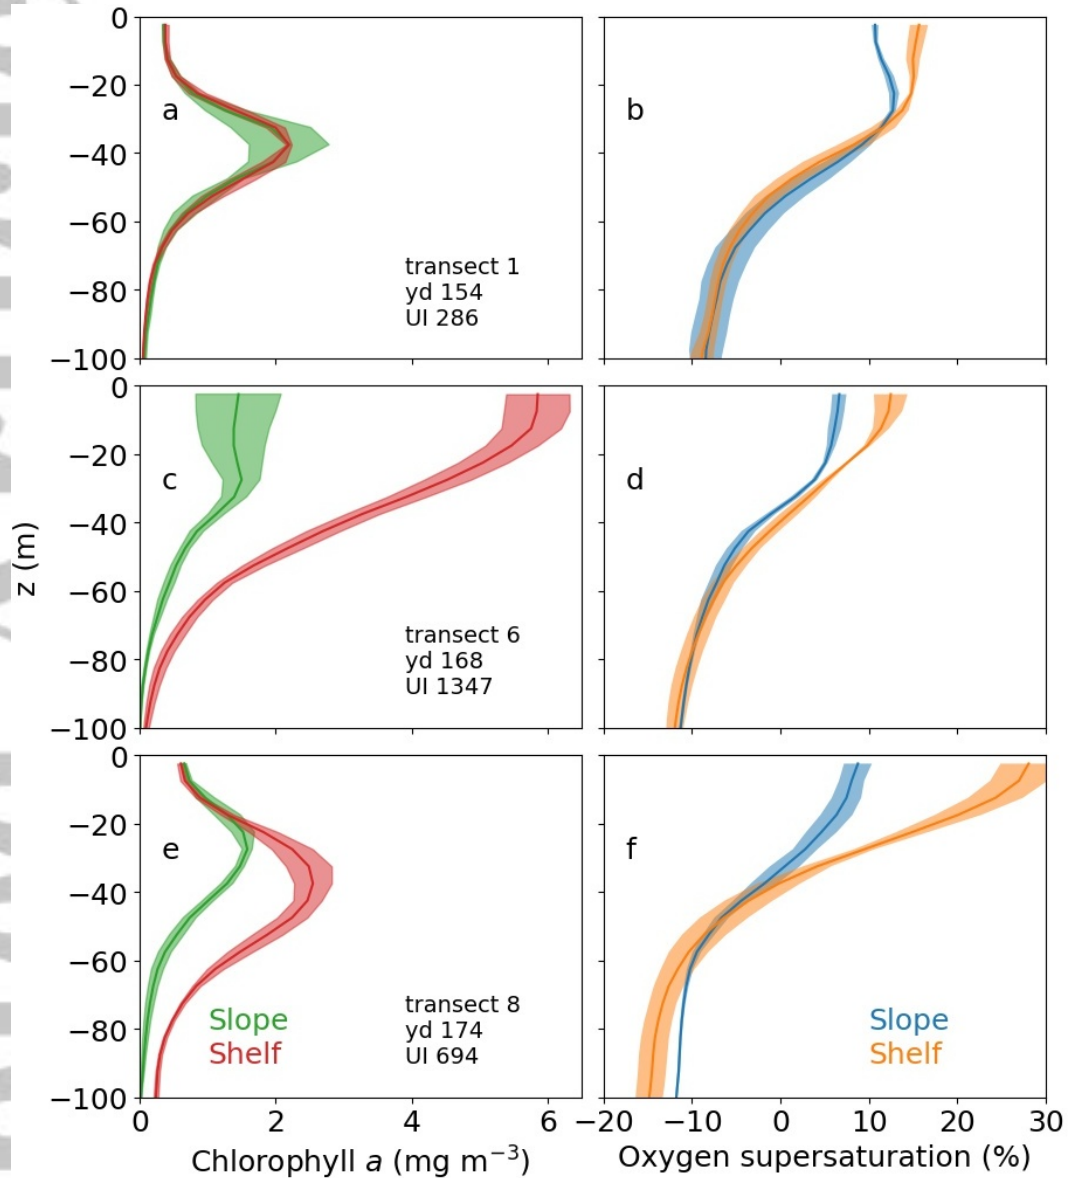 0
−20
−40
−60
−80
−100
a
transect 1
yd 154
UI 286
b
0
−20
−40
−60
−80
−100
z (m)
c
transect 6
yd 168
UI 1347
d
0
−20
−40
−60
−80
−100
e
Slope
Shelf
transect 8
yd 174
UI 694
f
Slope
Shelf
0 2 4 6
−20 −10 0 10 20 30
Chlorophyll a (mg m⁻³)
Oxygen supersaturation (%)